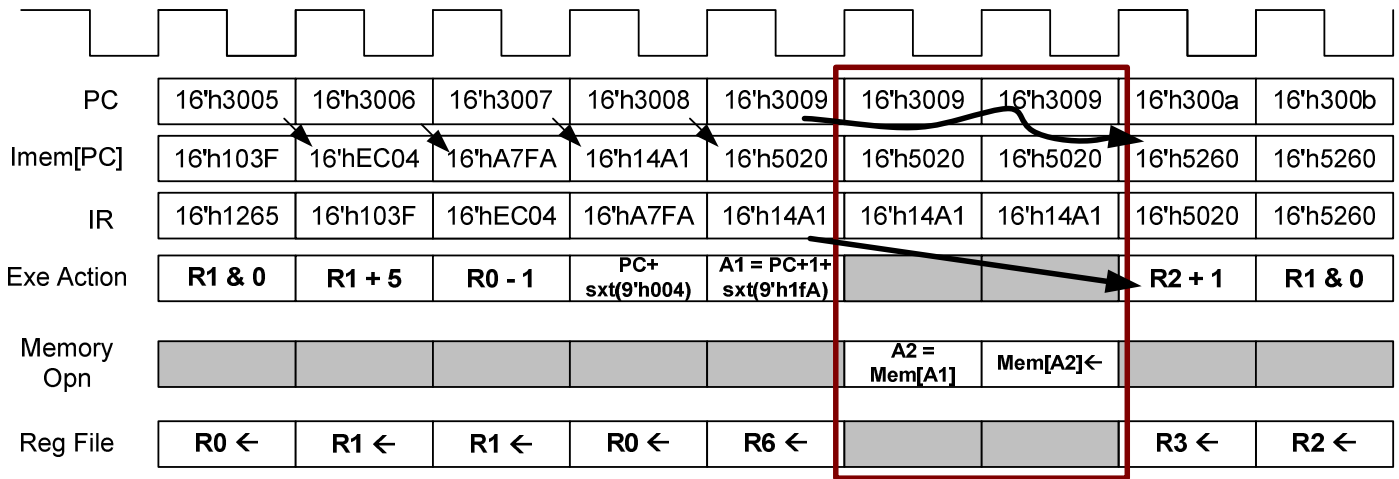 PC 16'h3005 16'h3006 16'h3007 16'h3008 16'h3009 16'h3009 16'h3009 16'h300a 16'h300b
Imem[PC] 16'h103F 16'hEC04 16'hA7FA 16'h14A1 16'h5020 16'h5020 16'h5020 16'h5260 16'h5260
IR 16'h1265 16'h103F 16'hEC04 16'hA7FA 16'h14A1 16'h14A1 16'h14A1 16'h5020 16'h5260
Exe Action R1 & 0 R1 + 5 R0 - 1 PC+ sxt(9'h004) A1 = PC+1+ sxt(9'h1fA) R2 + 1 R1 & 0
Memory Opn A2 = Mem[A1] Mem[A2]←
Reg File R0 ← R1 ← R1 ← R0 ← R6 ← R3 ← R2 ←